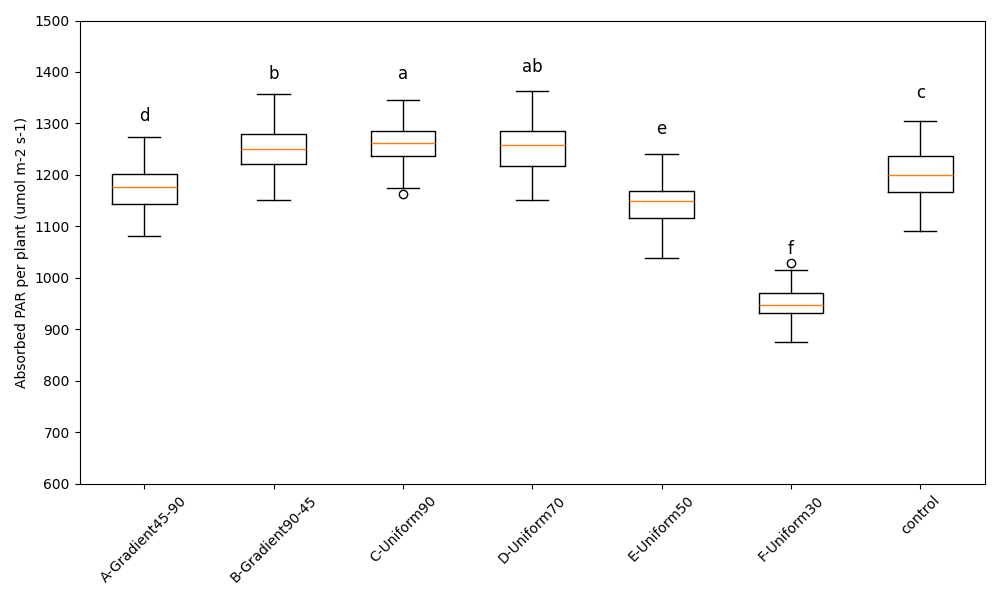 1500
1400
1300
1200
1100
1000
900
800
700
600
Absorbed PAR per plant (umol m-2 s-1)
d
b
a
ab
e
f
c
A-Gradient45-90
B-Gradient90-45
C-Uniform90
D-Uniform70
E-Uniform50
F-Uniform30
control